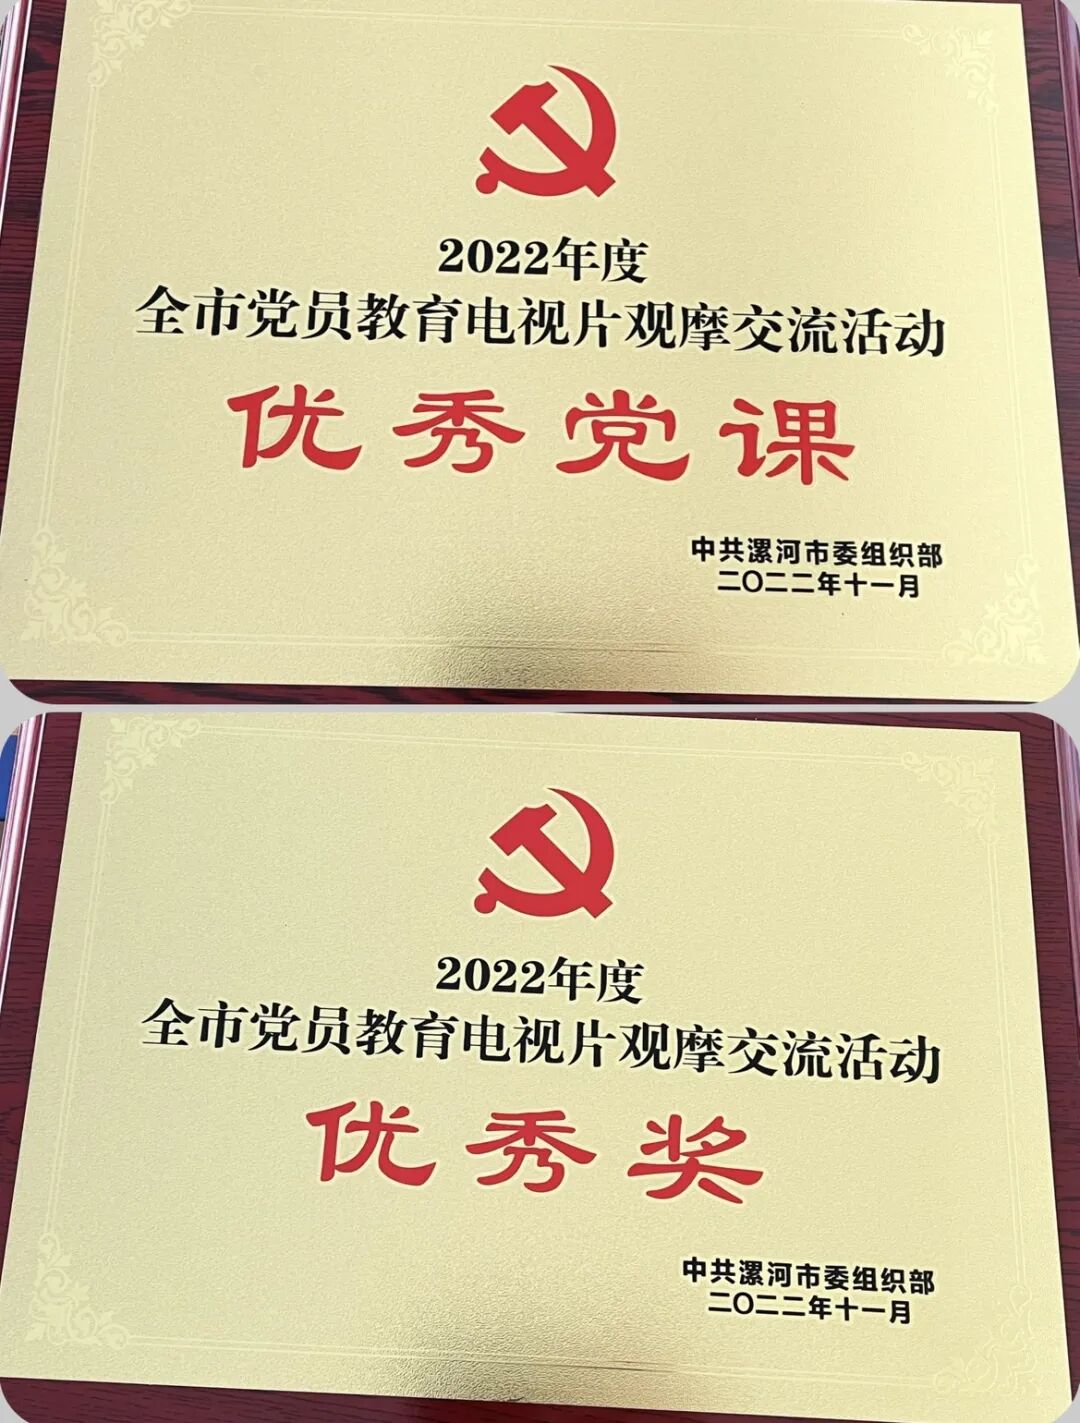 2022年度
全市党员教育电视片观摩交流活动
优秀党课
中共漯河市委组织部
二〇二二年十一月
2022年度
全市党员教育电视片观摩交流活动
优秀奖
中共漯河市委组织部
二〇二二年十一月